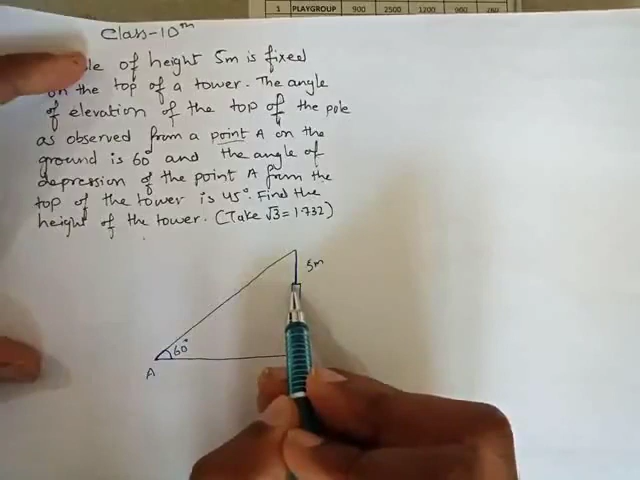 1 PLAYGROUP 900 2500 1200 960 260
Class-10th
le of height 5m is fixed
on the top of a tower. The angle
of elevation of the top of the pole
as observed from a point A on the
ground is 60° and the angle of
depression of the point A from the
top of the tower is 45°. Find the
height of the tower. (Take √3=1.732)
5m
60°
A